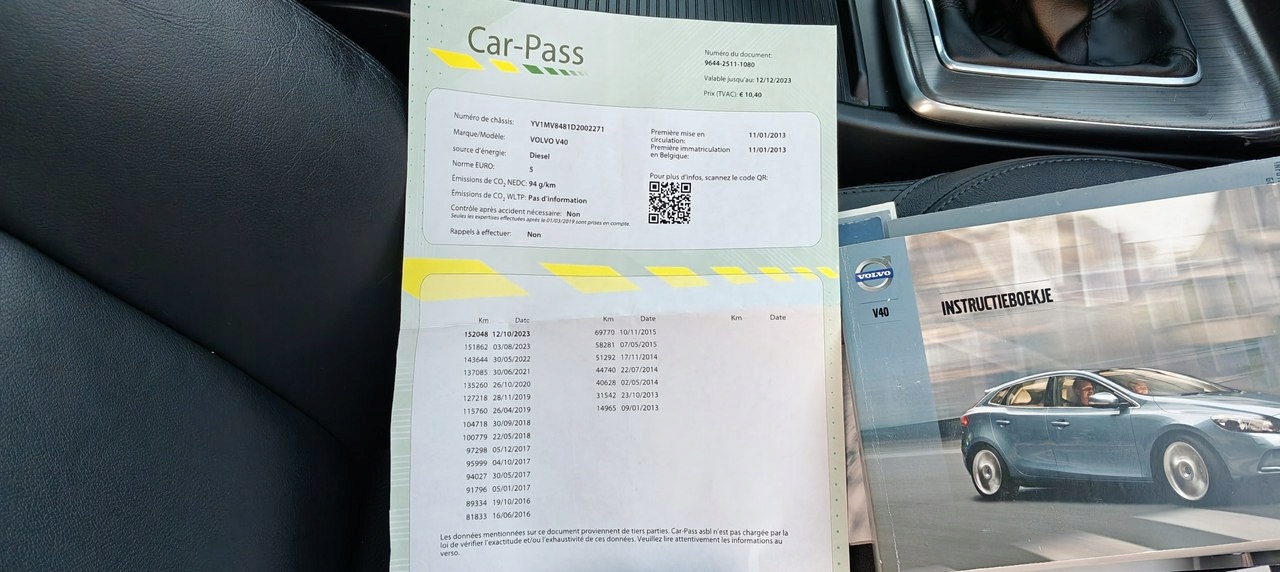 Car-Pass
Numéro du document:
9644-2511-1080
Valable jusqu'au: 12/12/2023
Prix (TVAC): € 10,40
Numéro de châssis: YV1MV8481D2002271
Marque/Modèle: VOLVO V40
source d'énergie: Diesel
Norme EURO: 5
Émissions de CO2 NEDC: 94 g/km
Émissions de CO2 WLTP: Pas d'information
Contrôle après accident nécessaire: Non
Seules les expertises effectuées après le 01/03/2019 sont prises en compte.
Rappels à effectuer: Non
Première mise en circulation: 11/01/2013
Première immatriculation en Belgique: 11/01/2013
Pour plus d'infos, scannez le code QR:
Km Date
152048 12/10/2023
151862 03/08/2023
143644 30/05/2022
137085 30/06/2021
135260 26/10/2020
127218 28/11/2019
115760 26/04/2019
104718 30/09/2018
100779 22/05/2018
97298 05/12/2017
95999 04/10/2017
94027 30/05/2017
91796 05/01/2017
89334 19/10/2016
81833 16/06/2016
Km Date
69770 10/11/2015
58281 07/05/2015
51292 17/11/2014
44740 22/07/2014
40628 02/05/2014
31542 23/10/2013
14965 09/01/2013
Km Date
Les données mentionnées sur ce document proviennent de tiers parties. Car-Pass asbl n'est pas chargée par la
loi de vérifier l'exactitude et/ou l'exhaustivité de ces données. Veuillez lire attentivement les informations au
verso.
VOLVO
V40
INSTRUCTIEBOEKJE